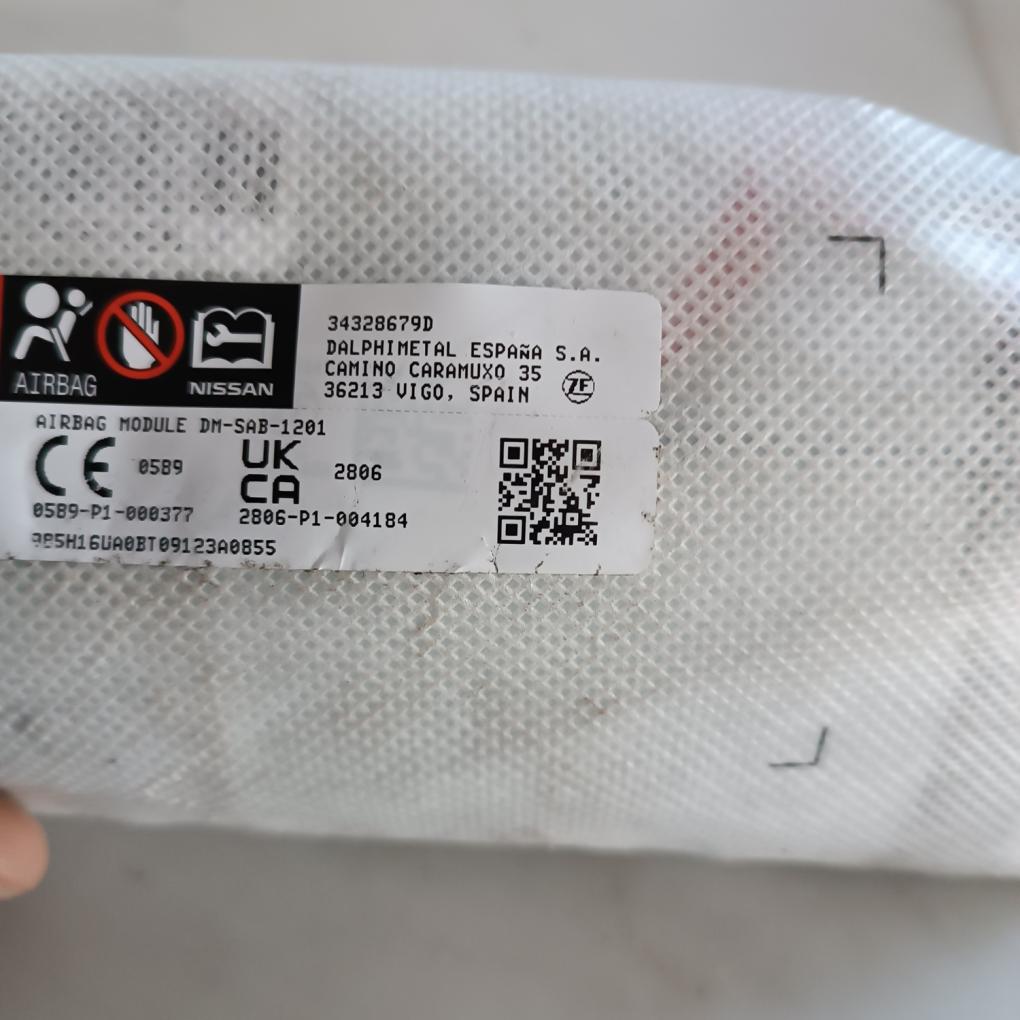 AIRBAG
NISSAN
34328679D
DALPHIMETAL ESPAÑA S.A.
CAMINO CARAMUXO 35
36213 VIGO, SPAIN
ZF
AIRBAG MODULE DM-SAB-1201
CE 0589
UK
CA
2806
0589-P1-000377
2806-P1-004184
985H16UA0BT09123A0855